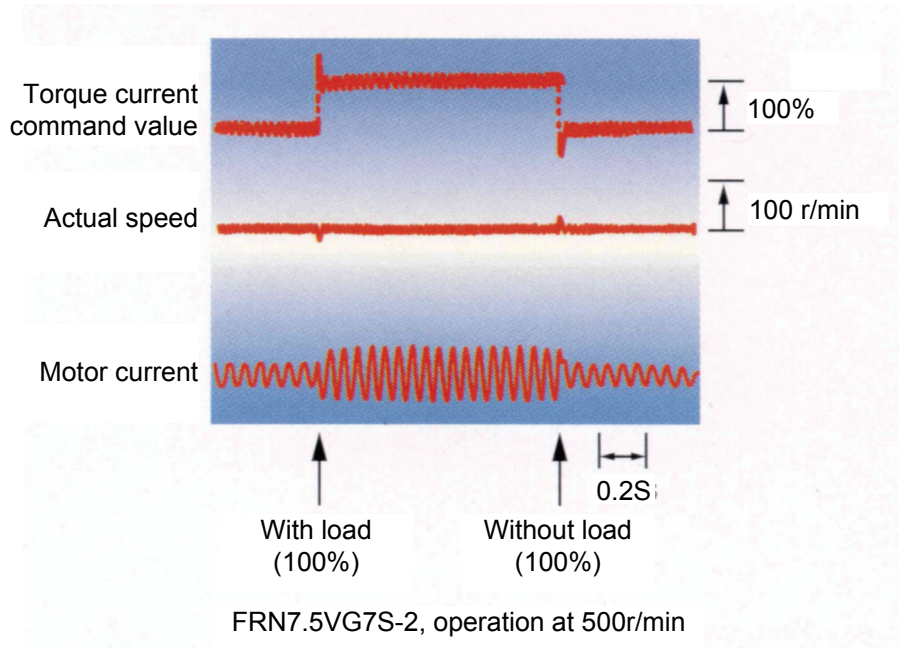 Torque current
command value
100%
Actual speed
100 r/min
Motor current
0.2S
With load
(100%)
Without load
(100%)
FRN7.5VG7S-2, operation at 500r/min